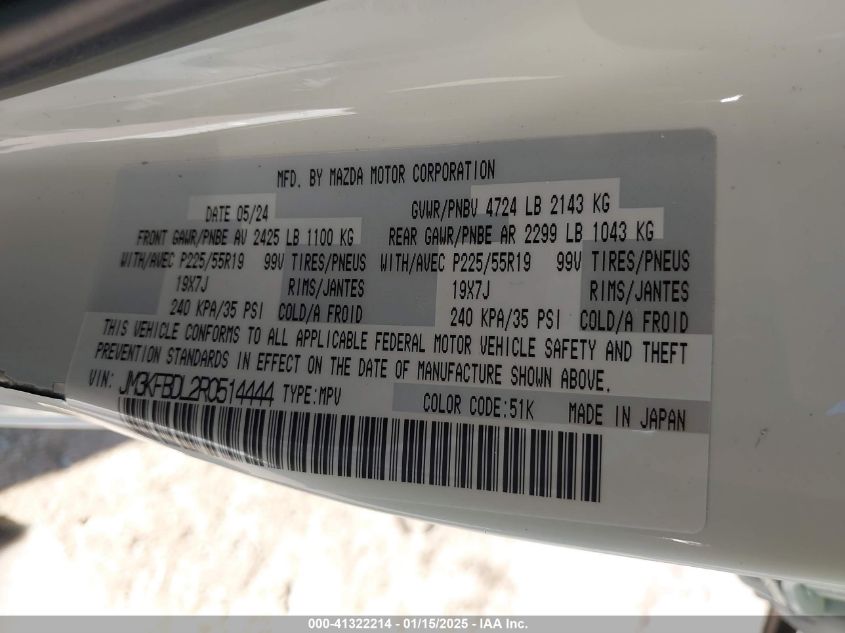 MFD. BY MAZDA MOTOR CORPORATION
DATE 05/24 GVWR/PNBV 4724 LB 2143 KG
FRONT GAWR/PNBE AV 2425 LB 1100 KG REAR GAWR/PNBE AR 2299 LB 1043 KG
WITH/AVEC P225/55R19 99V TIRES/PNEUS WITH/AVEC P225/55R19 99V TIRES/PNEUS
19X7J RIMS/JANTES 19X7J RIMS/JANTES
240 KPA/35 PSI COLD/A FROID 240 KPA/35 PSI COLD/A FROID
THIS VEHICLE CONFORMS TO ALL APPLICABLE FEDERAL MOTOR VEHICLE SAFETY AND THEFT
PREVENTION STANDARDS IN EFFECT ON THE DATE OF MANUFACTURE SHOWN ABOVE.
VIN: JM3KFBDL2R0514444 TYPE:MPV COLOR CODE:51K MADE IN JAPAN
000-41322214 - 01/15/2025 - IAA Inc.